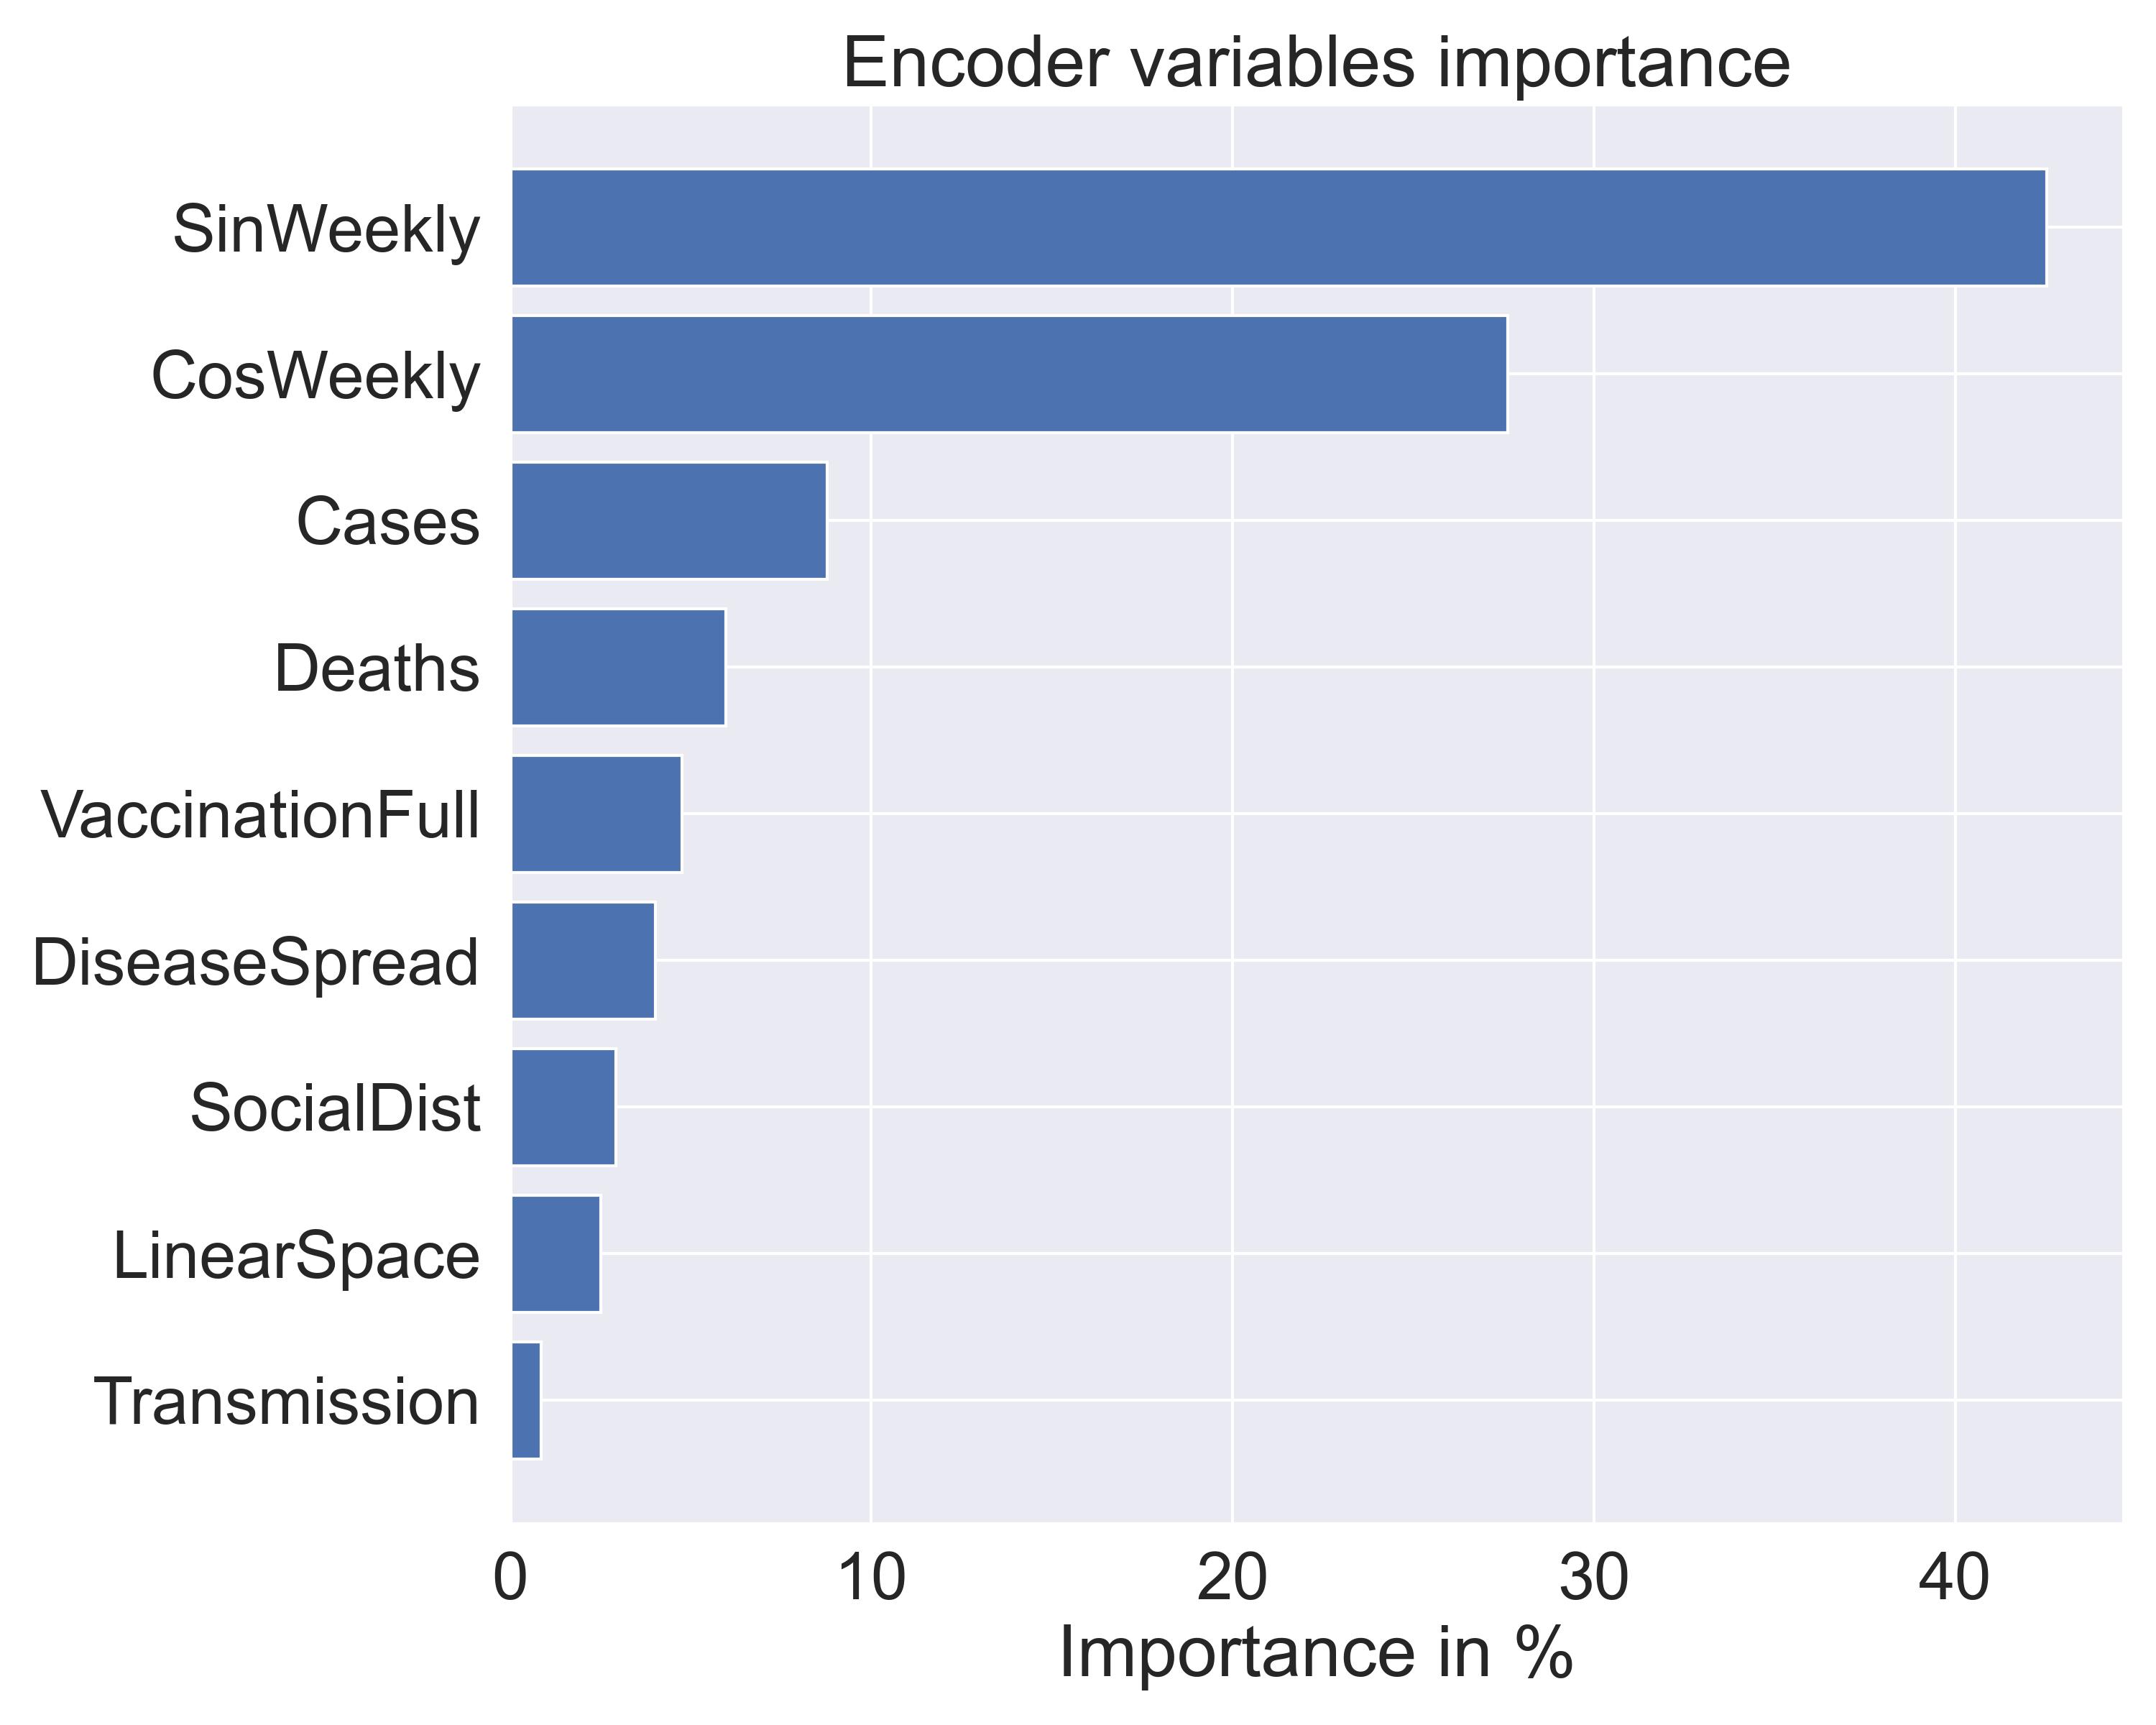 Encoder variables importance
SinWeekly
CosWeekly
Cases
Deaths
VaccinationFull
DiseaseSpread
SocialDist
LinearSpace
Transmission
0 10 20 30 40
Importance in %